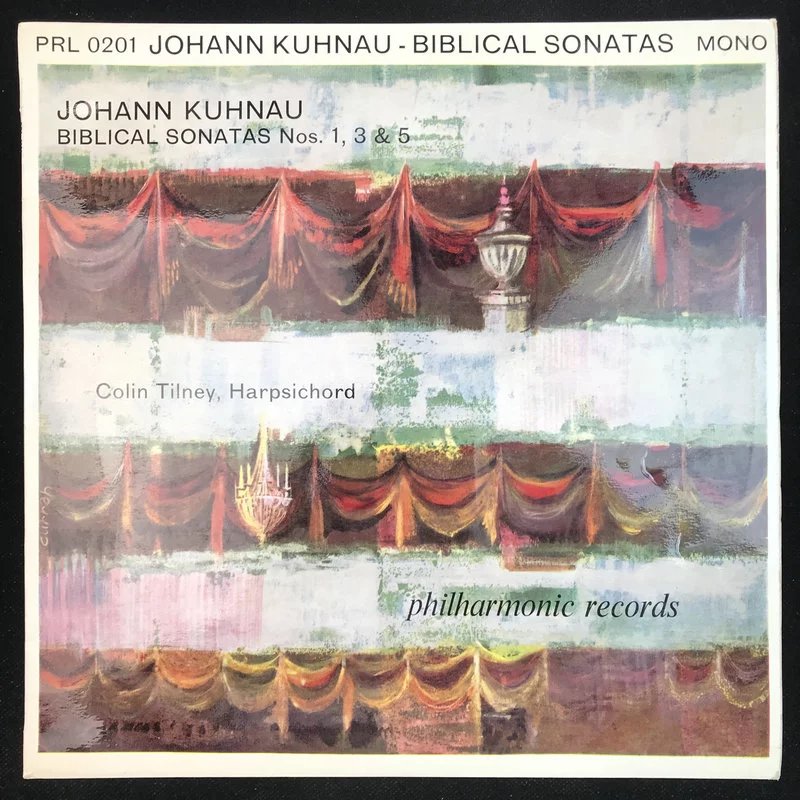 PRL 0201 JOHANN KUHNAU - BIBLICAL SONATAS MONO
JOHANN KUHNAU
BIBLICAL SONATAS Nos. 1, 3 & 5
Colin Tilney, Harpsichord
philharmonic records